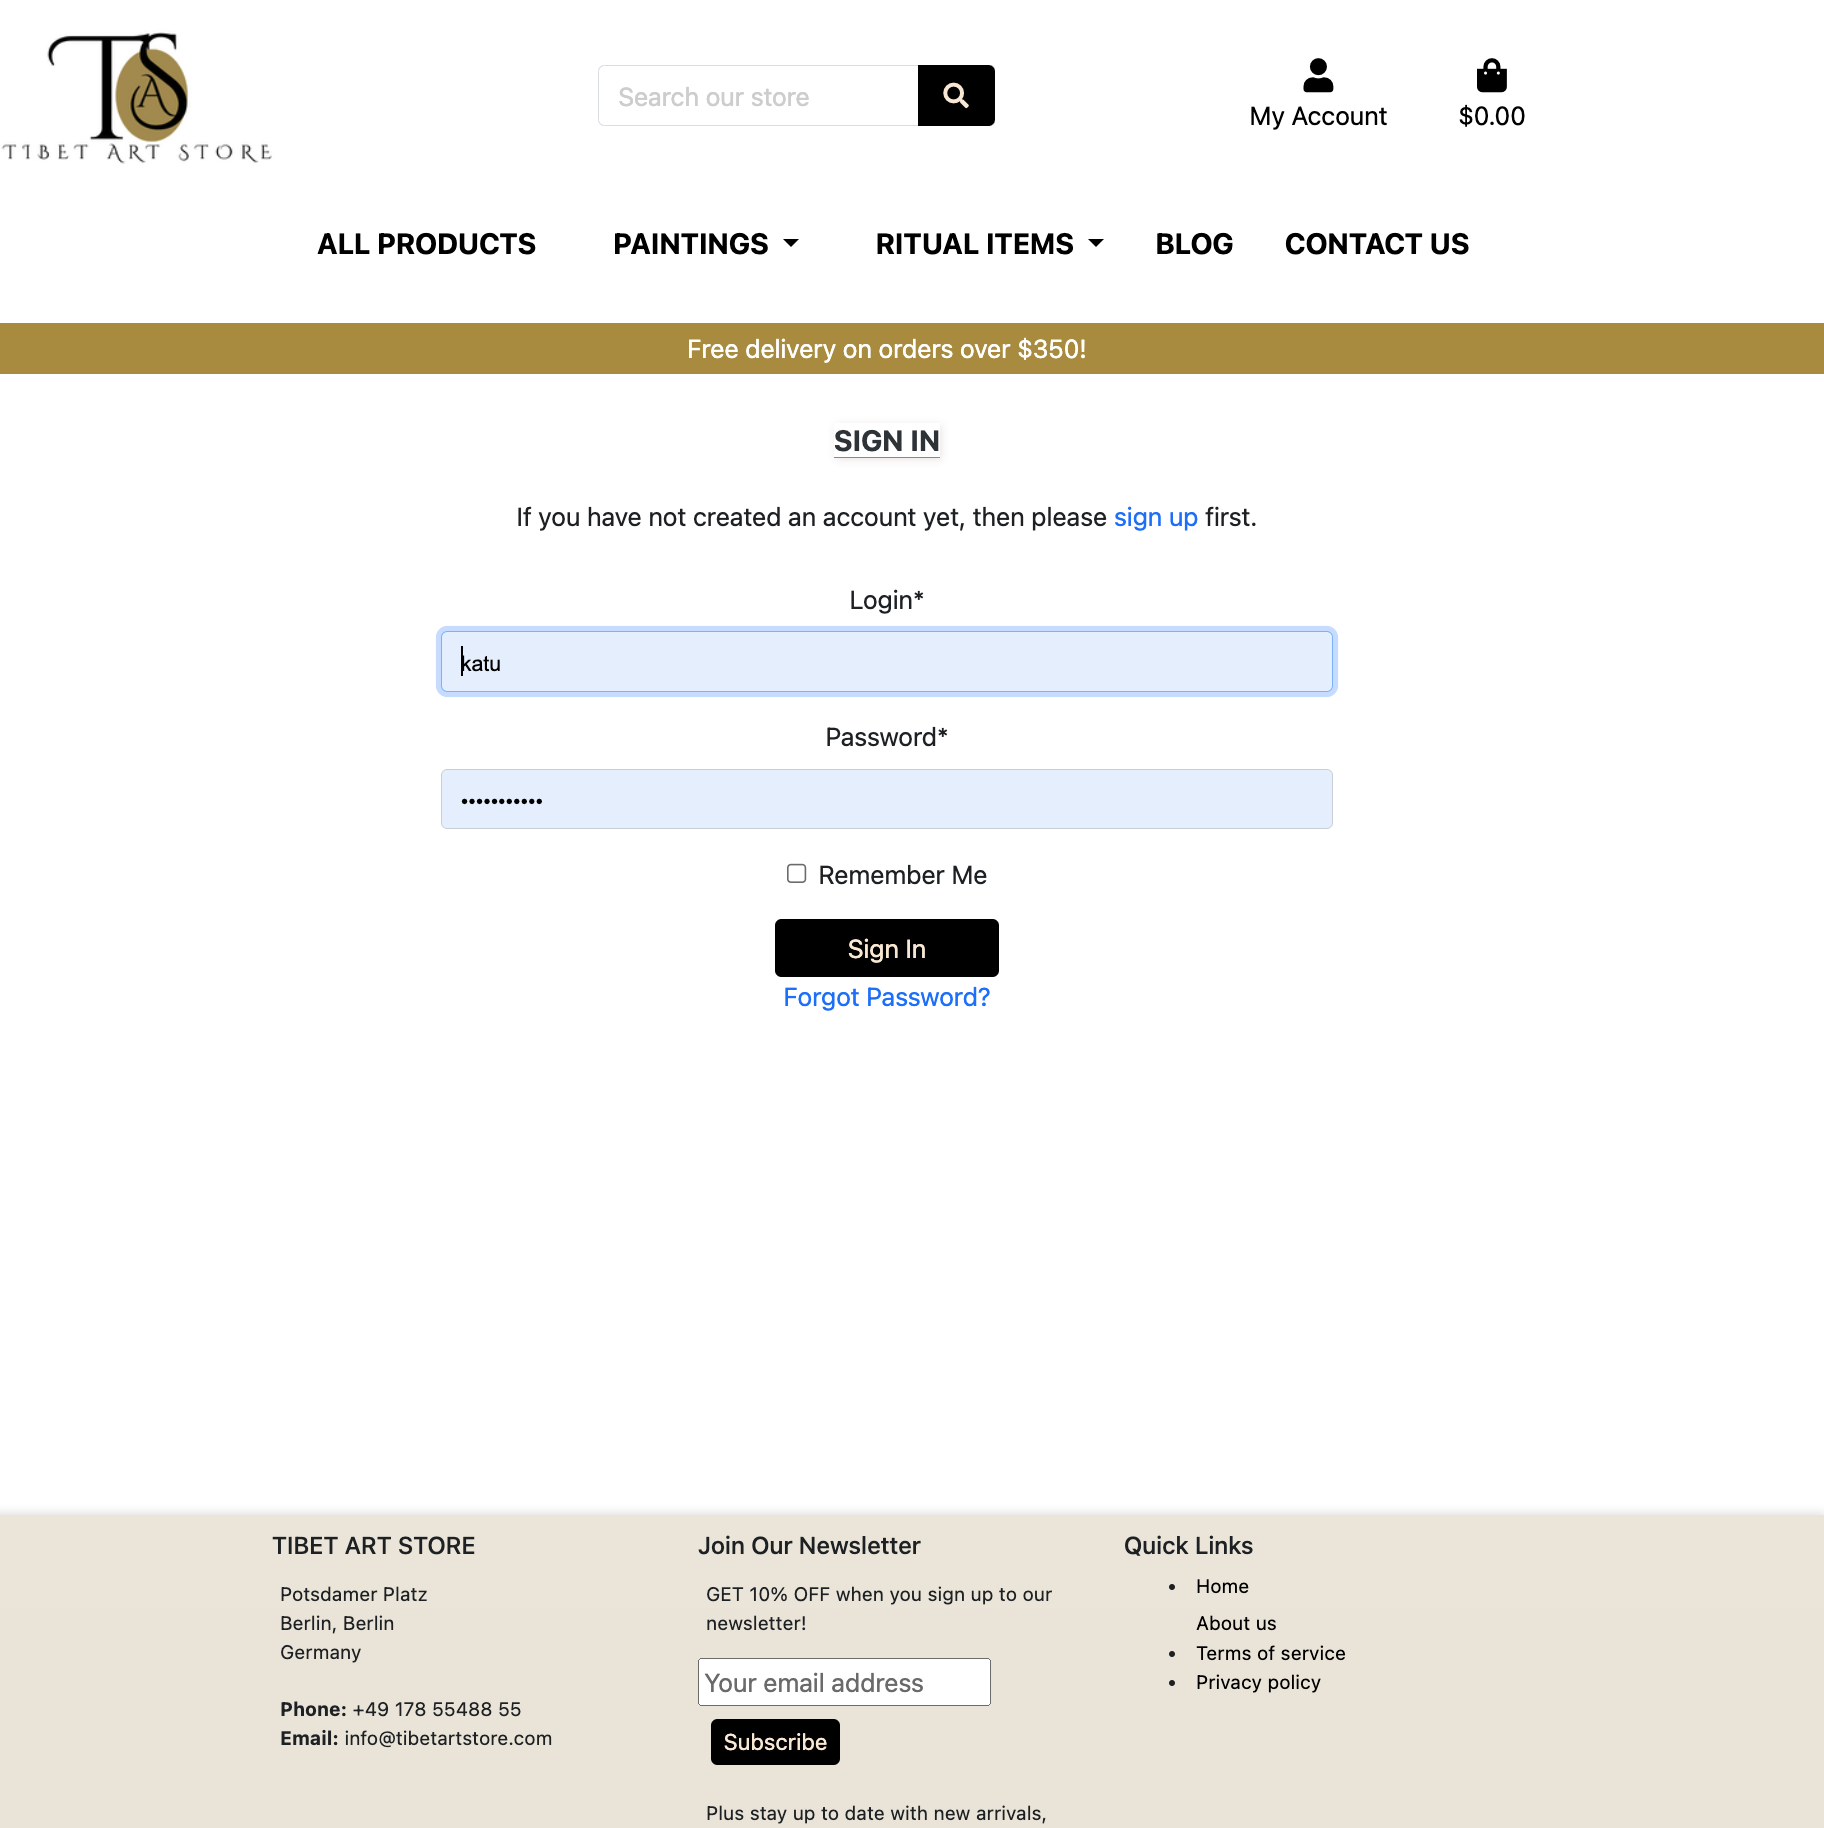 TSA
TIBET ART STORE
Search our store
My Account
$0.00
ALL PRODUCTS PAINTINGS RITUAL ITEMS BLOG CONTACT US
Free delivery on orders over $350!
SIGN IN
If you have not created an account yet, then please sign up first.
Login*
katu
Password*
•••••••••••
Remember Me
Sign In
Forgot Password?
TIBET ART STORE
Potsdamer Platz
Berlin, Berlin
Germany
Phone: +49 178 55488 55
Email: info@tibetartstore.com
Join Our Newsletter
GET 10% OFF when you sign up to our
newsletter!
Your email address
Subscribe
Plus stay up to date with new arrivals,
Quick Links
• Home
About us
• Terms of service
• Privacy policy